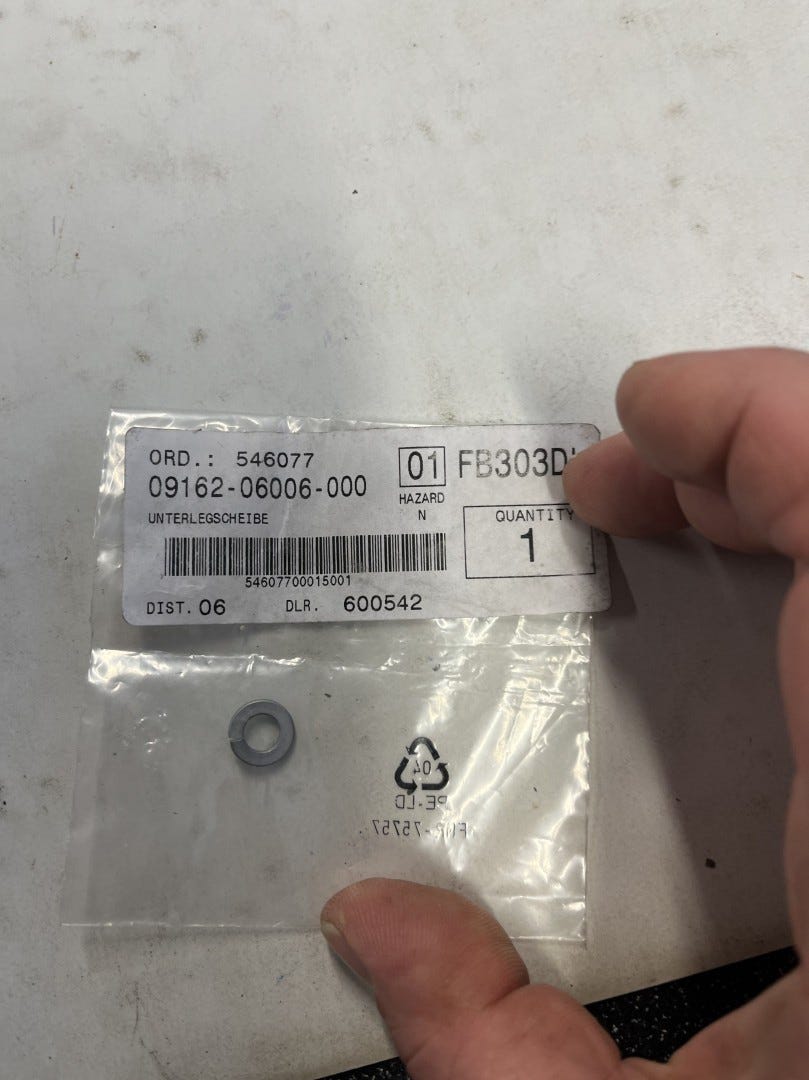 ORD.: 546077
09162-06006-000
UNTERLEGSCHEIBE
01 FB303D
HAZARD
N
QUANTITY
1
54607700015001
DIST. 06 DLR. 600542
04
PE-LD